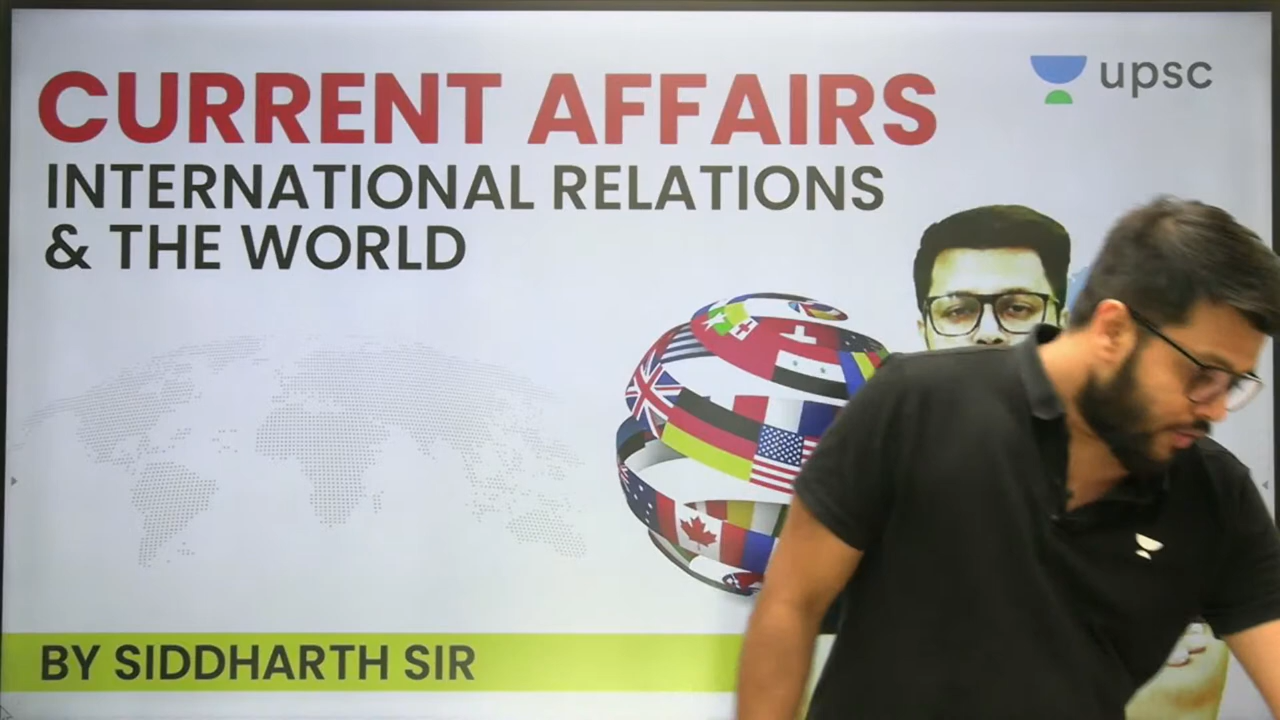 CURRENT AFFAIRS
upsc
INTERNATIONAL RELATIONS
& THE WORLD
BY SIDDHARTH SIR